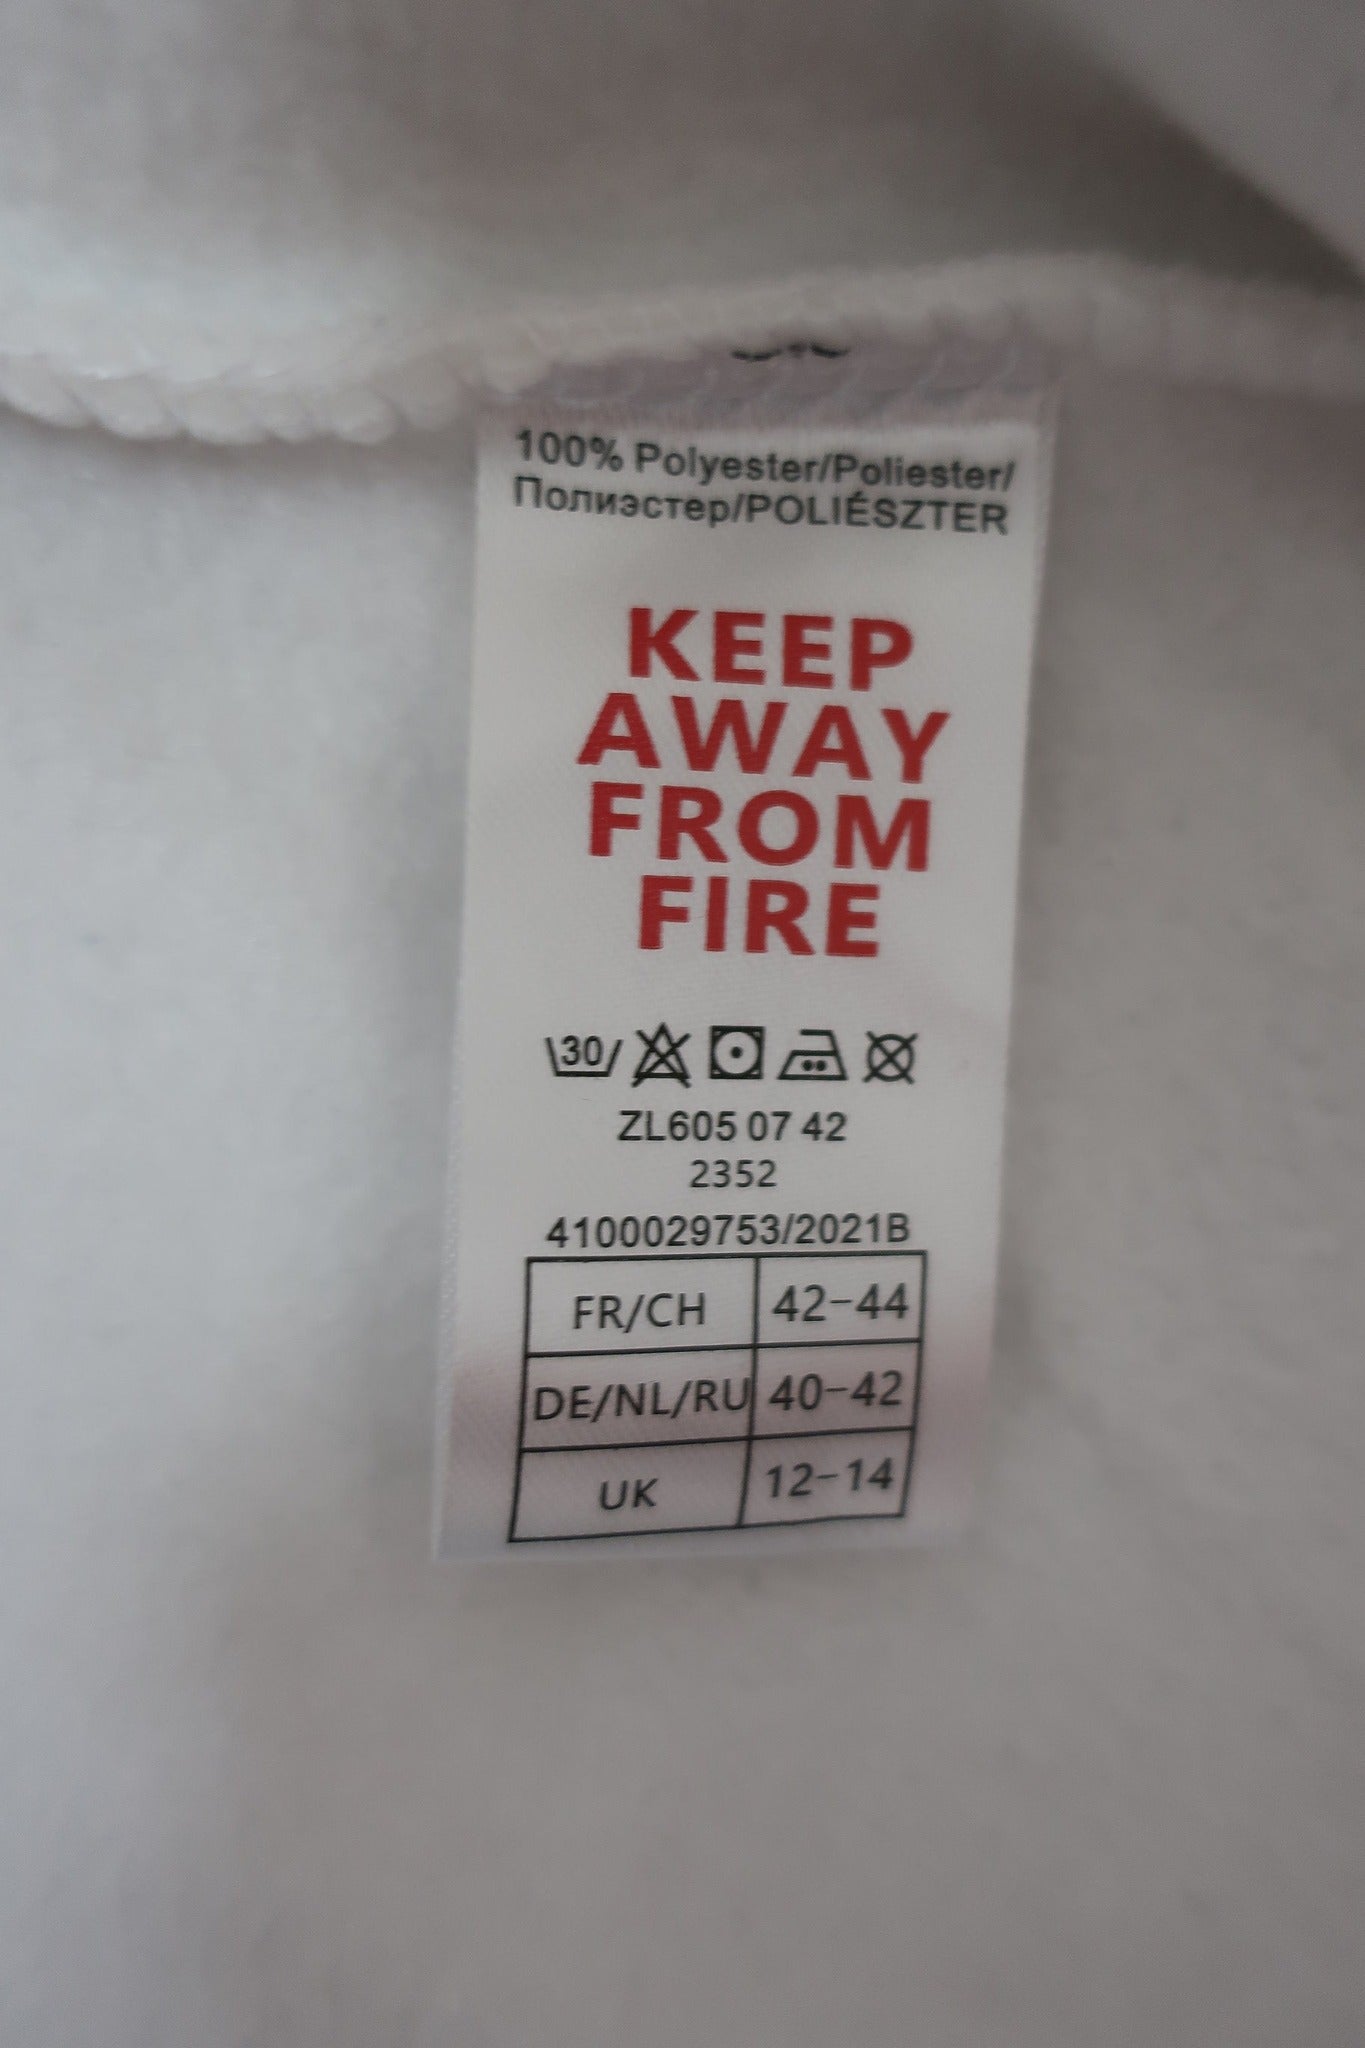 100% Polyester/Poliester/
Полиэстер/POLIÉSZTER
KEEP
AWAY
FROM
FIRE
30
ZL605 07 42
2352
4100029753/2021B
FR/CH 42-44
DE/NL/RU 40-42
UK 12-14